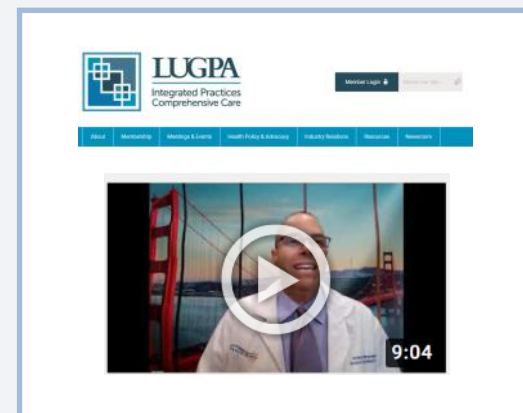 LUGPA
Integrated Practices
Comprehensive Care
Member Login
About Membership Meetings & Events Health Policy & Advocacy Industry Relations Resources Newsroom
9:04